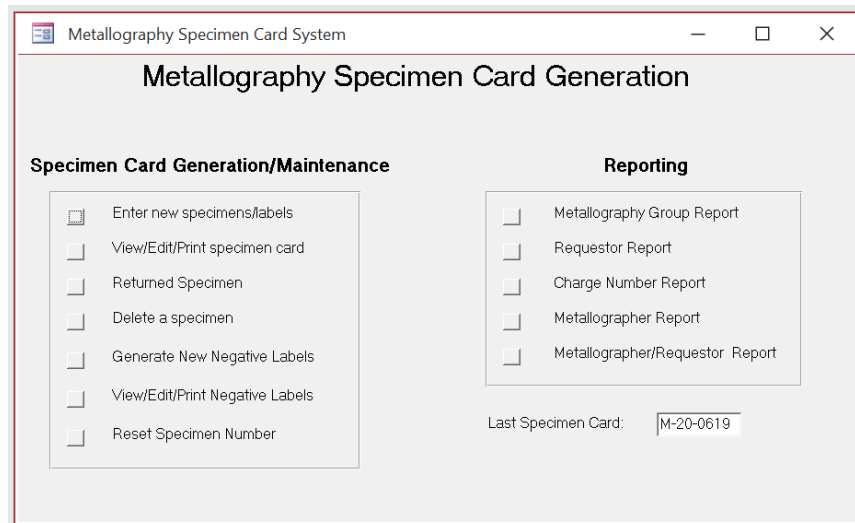 Metallography Specimen Card System
Metallography Specimen Card Generation
Specimen Card Generation/Maintenance
Enter new specimens/labels
View/Edit/Print specimen card
Returned Specimen
Delete a specimen
Generate New Negative Labels
View/Edit/Print Negative Labels
Reset Specimen Number
Reporting
Metallography Group Report
Requestor Report
Charge Number Report
Metallographer Report
Metallographer/Requestor Report
Last Specimen Card: M-20-0619